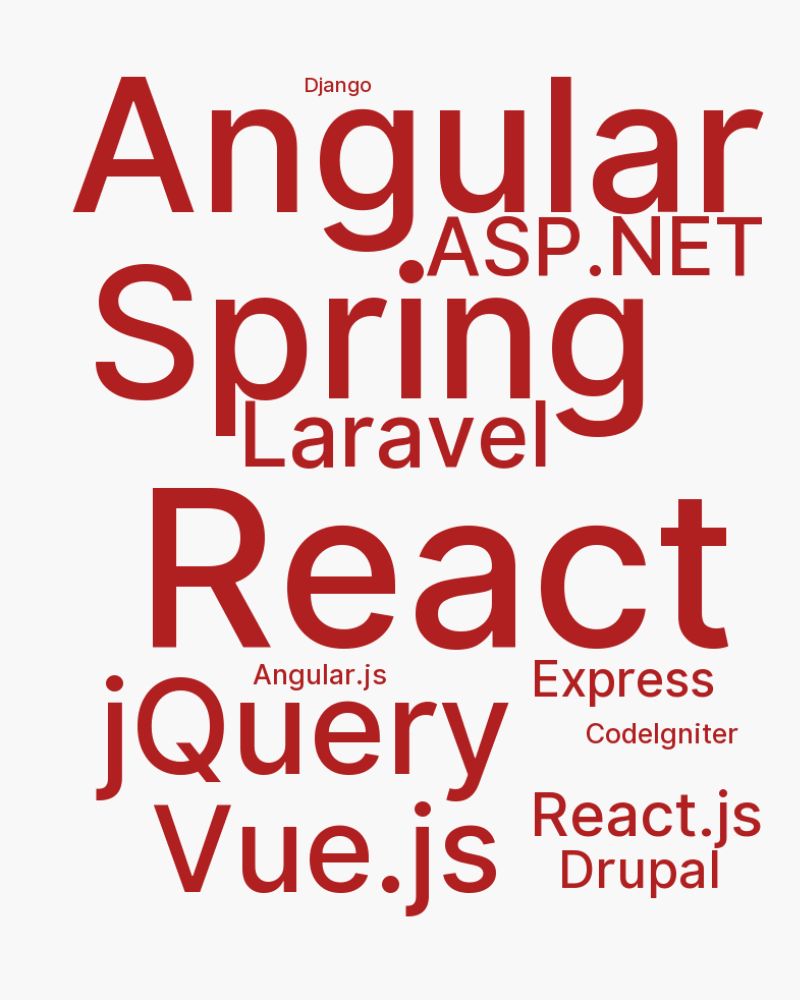 Django
Angular
ASP.NET
Spring
Laravel
React
Angular.js
Express
jQuery
CodeIgniter
React.js
Vue.js
Drupal